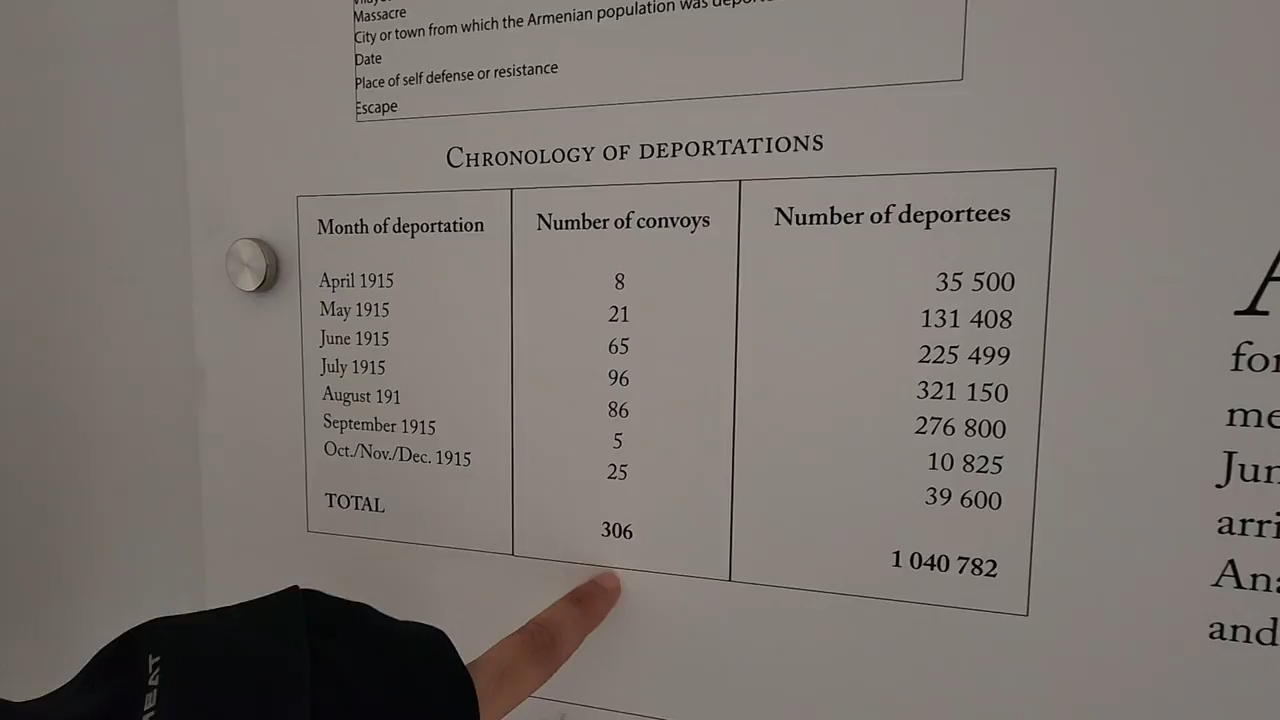 Massacre
City or town from which the Armenian population was
Date
Place of self defense or resistance
Escape
CHRONOLOGY OF DEPORTATIONS
Month of deportation Number of convoys Number of deportees
April 1915 8 35 500
May 1915 21 131 408
June 1915 65 225 499
July 1915 96 321 150
August 191 86 276 800
September 1915 5 10 825
Oct./Nov./Dec. 1915 25 39 600
TOTAL 306 1 040 782
A
for
me
Jun
arri
Ana
and
EAT